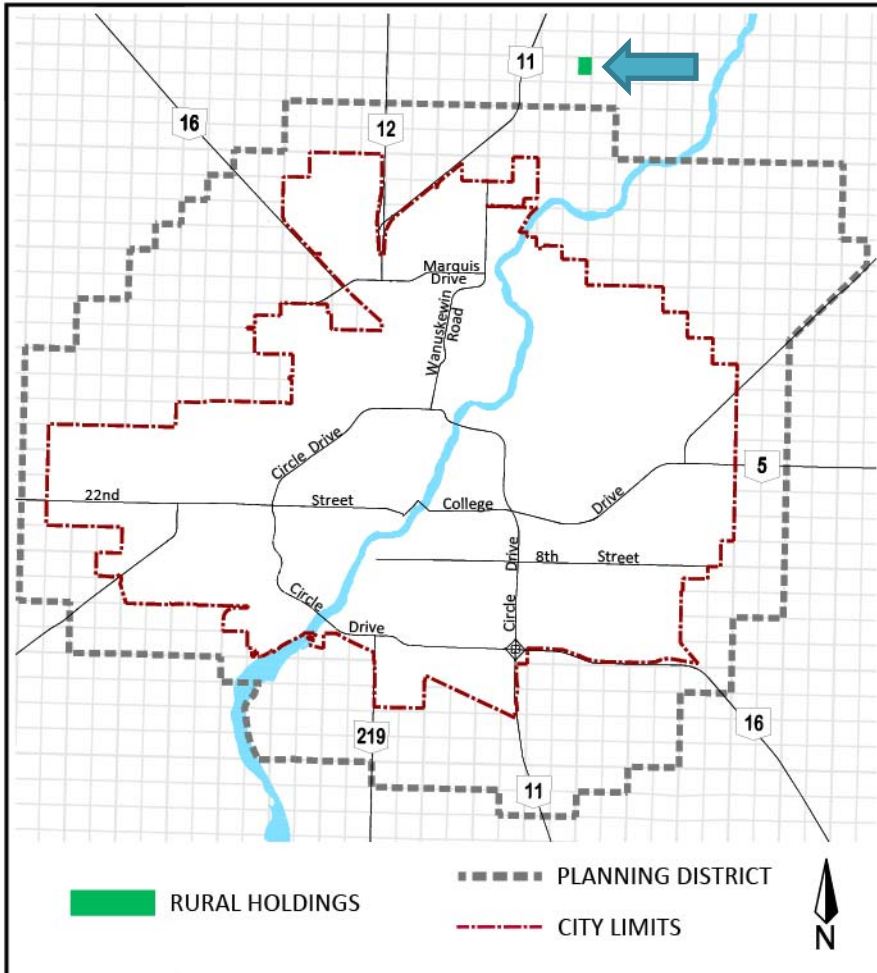 11
16
12
Marquis
Drive
Wanuskewin
Road
Circle Drive
5
22nd Street College Drive
Drive
8th Street
Circle
Circle
Drive
16
219
11
RURAL HOLDINGS
PLANNING DISTRICT
CITY LIMITS
N